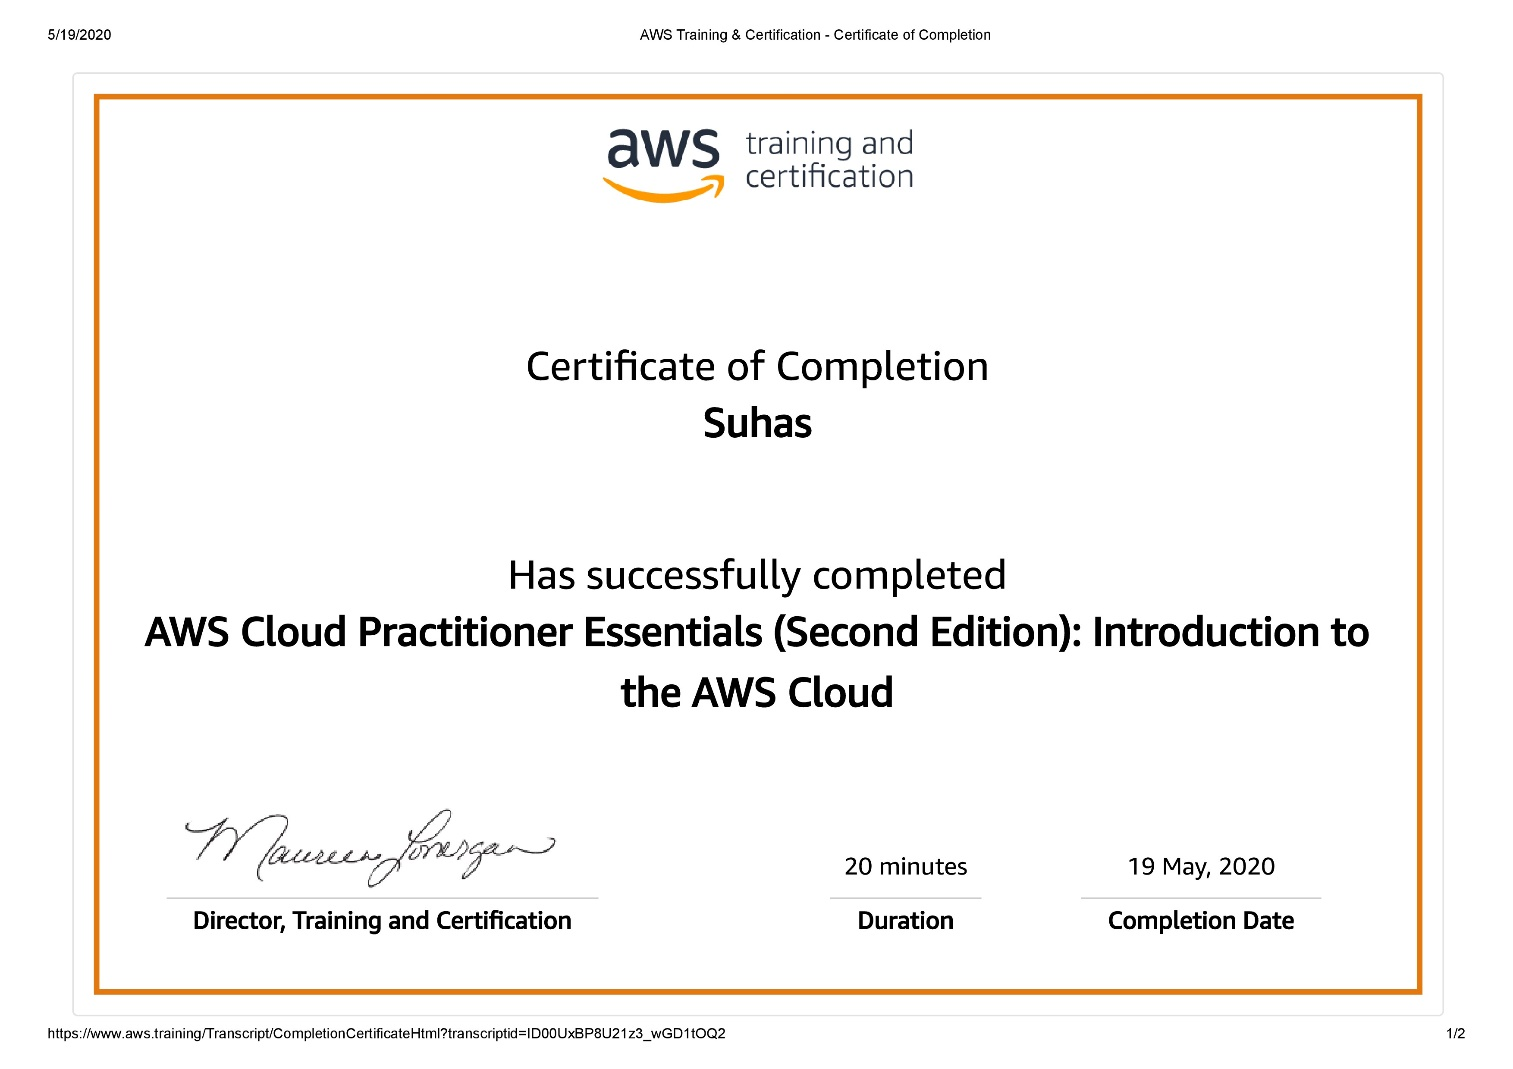 5/19/2020
AWS Training & Certification - Certificate of Completion
aws
training and
certification
Certificate of Completion
Suhas
Has successfully completed
AWS Cloud Practitioner Essentials (Second Edition): Introduction to
the AWS Cloud
Maureen Lonergan
20 minutes
19 May, 2020
Director, Training and Certification
Duration
Completion Date
https://www.aws.training/Transcript/CompletionCertificateHtml?transcriptid=ID00UxBP8U21z3_wGD1tOQ2
1/2